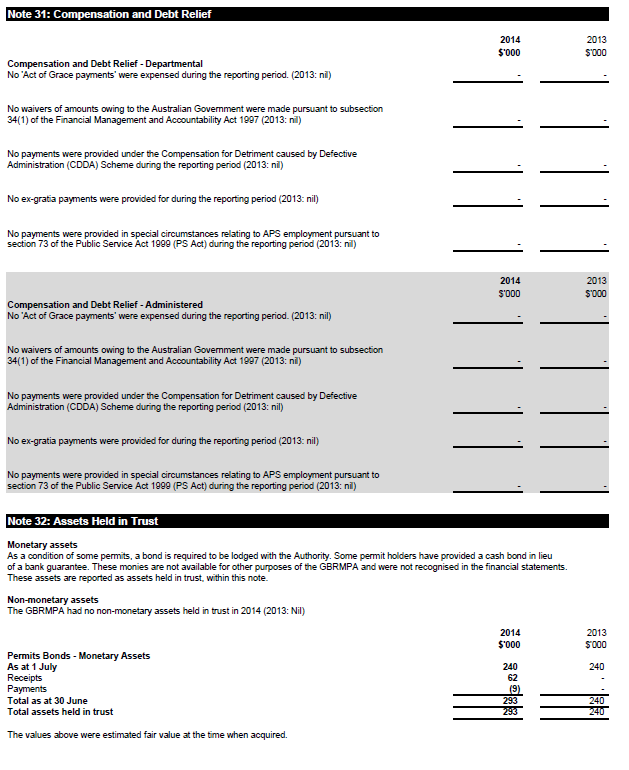 Note 31: Compensation and Debt Relief
2014 2013
$'000 $'000
Compensation and Debt Relief - Departmental
No 'Act of Grace payments' were expensed during the reporting period. (2013: nil) - -
No waivers of amounts owing to the Australian Government were made pursuant to subsection
34(1) of the Financial Management and Accountability Act 1997 (2013: nil) - -
No payments were provided under the Compensation for Detriment caused by Defective
Administration (CDDA) Scheme during the reporting period (2013: nil) - -
No ex-gratia payments were provided for during the reporting period (2013: nil) - -
No payments were provided in special circumstances relating to APS employment pursuant to
section 73 of the Public Service Act 1999 (PS Act) during the reporting period (2013: nil) - -
2014 2013
$'000 $'000
Compensation and Debt Relief - Administered
No 'Act of Grace payments' were expensed during the reporting period. (2013: nil) - -
No waivers of amounts owing to the Australian Government were made pursuant to subsection
34(1) of the Financial Management and Accountability Act 1997 (2013: nil) - -
No payments were provided under the Compensation for Detriment caused by Defective
Administration (CDDA) Scheme during the reporting period (2013: nil) - -
No ex-gratia payments were provided for during the reporting period (2013: nil) - -
No payments were provided in special circumstances relating to APS employment pursuant to
section 73 of the Public Service Act 1999 (PS Act) during the reporting period (2013: nil) - -
Note 32: Assets Held in Trust
Monetary assets
As a condition of some permits, a bond is required to be lodged with the Authority. Some permit holders have provided a cash bond in lieu
of a bank guarantee. These monies are not available for other purposes of the GBRMPA and were not recognised in the financial statements.
These assets are reported as assets held in trust, within this note.
Non-monetary assets
The GBRMPA had no non-monetary assets held in trust in 2014 (2013: Nil)
2014 2013
$'000 $'000
Permits Bonds - Monetary Assets
As at 1 July 240 240
Receipts 62 -
Payments (9) -
Total as at 30 June 293 240
Total assets held in trust 293 240
The values above were estimated fair value at the time when acquired.